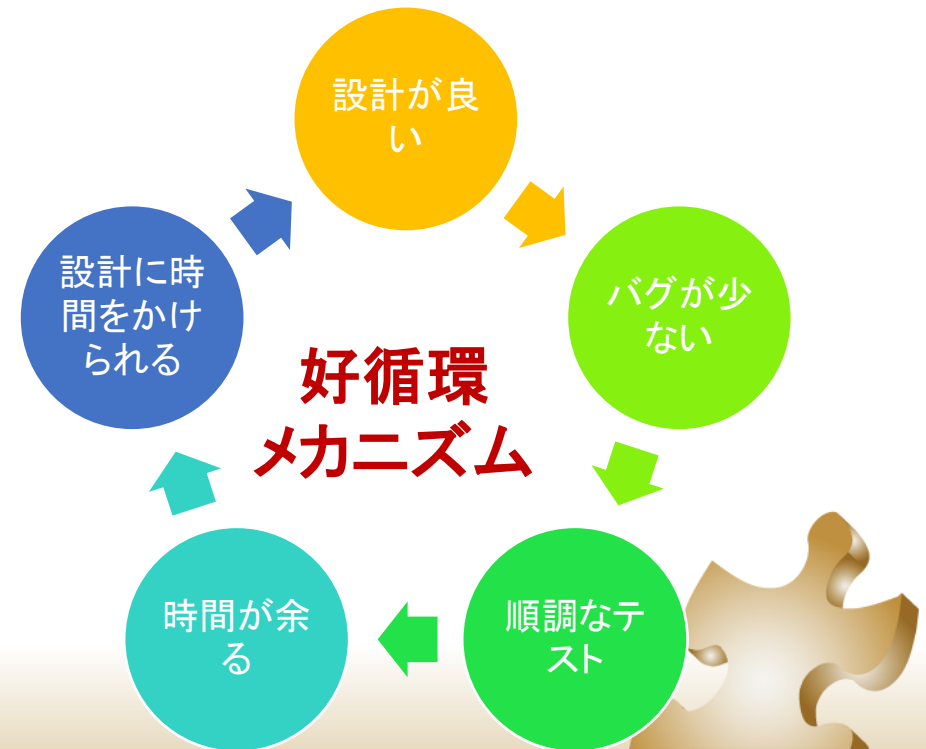 設計が良
い
バグが少
ない
順調なテ
スト
時間が余
る
設計に時
間をかけ
られる
好循環
メカニズム